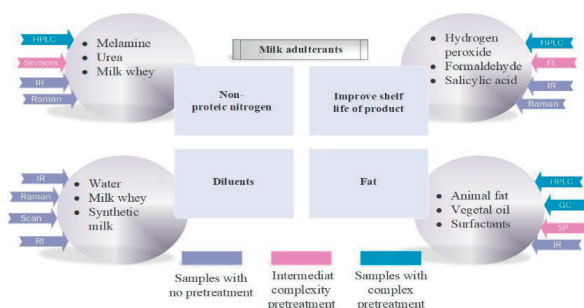 Milk adulterants
HPLC
Sensors
IR
Raman
• Melamine
• Urea
• Milk whey
Non-
proteic nitrogen
Improve shelf
life of product
• Hydrogen
peroxide
• Formaldehyde
• Salicylic acid
HPLC
FL
IR
Raman
IR
Raman
Scan
RI
• Water
• Milk whey
• Synthetic
milk
Diluents
Fat
• Animal fat
• Vegetal oil
• Surfactants
HPLC
GC
SP
IR
Samples with
no pretreatment
Intermediat
complexity
pretreatment
Samples with
complex
pretreatment